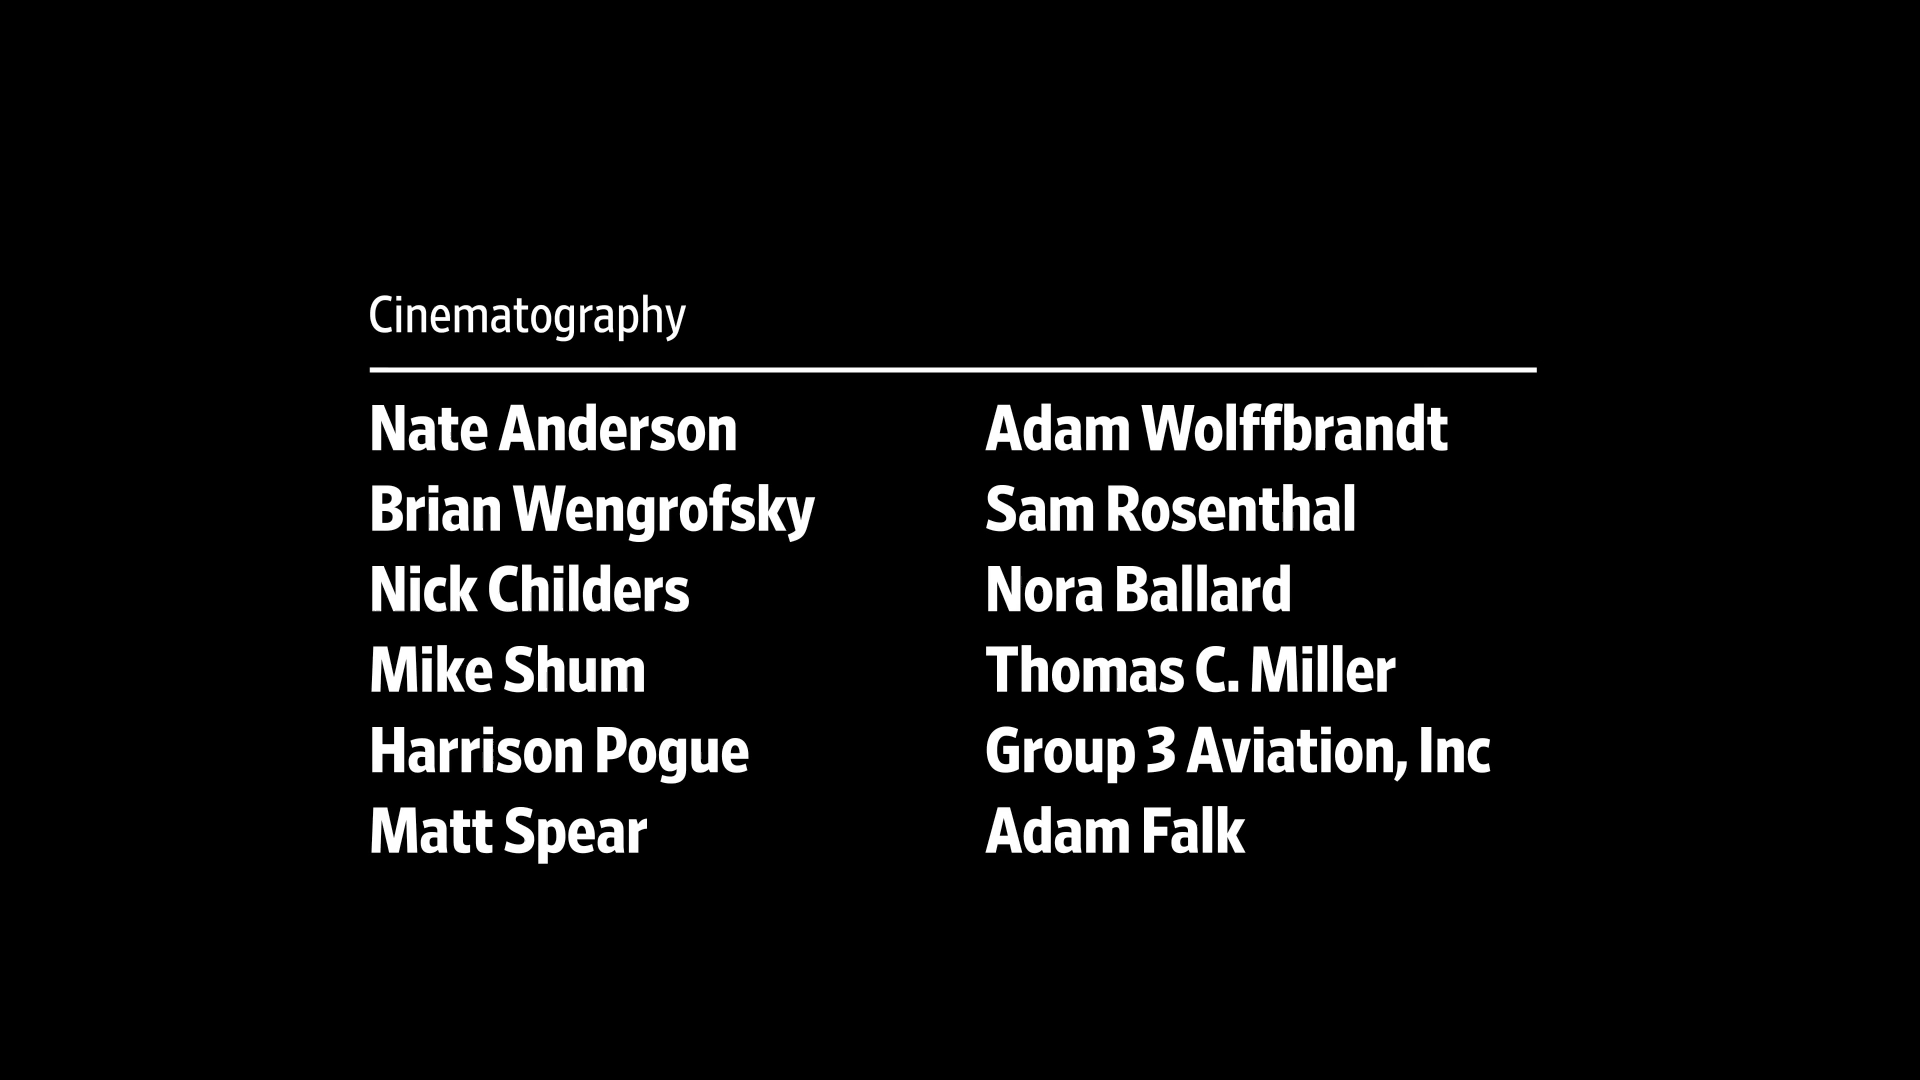 Cinematography
Nate Anderson
Brian Wengrofsky
Nick Childers
Mike Shum
Harrison Pogue
Matt Spear
Adam Wolffbrandt
Sam Rosenthal
Nora Ballard
Thomas C. Miller
Group 3 Aviation, Inc
Adam Falk